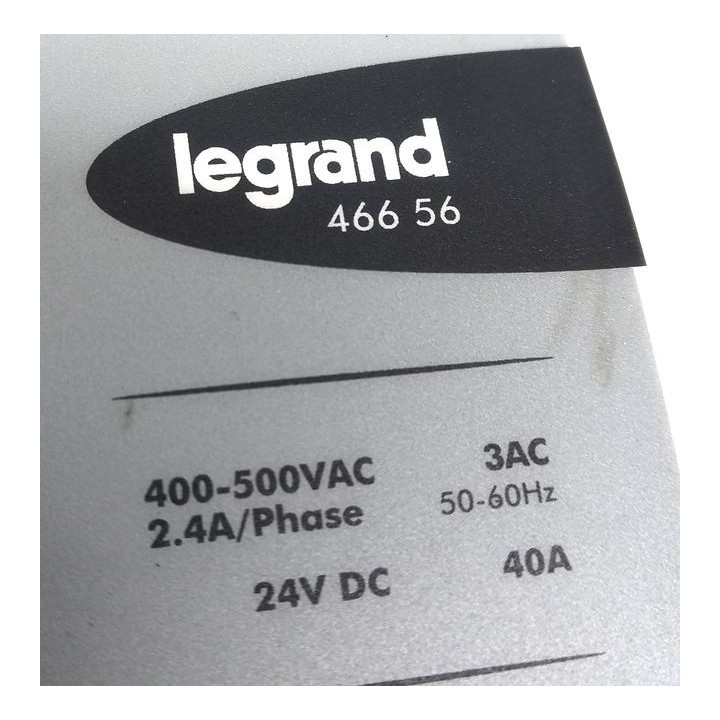 legrand
466 56
400-500VAC 3AC
2.4A/Phase 50-60Hz
24V DC 40A